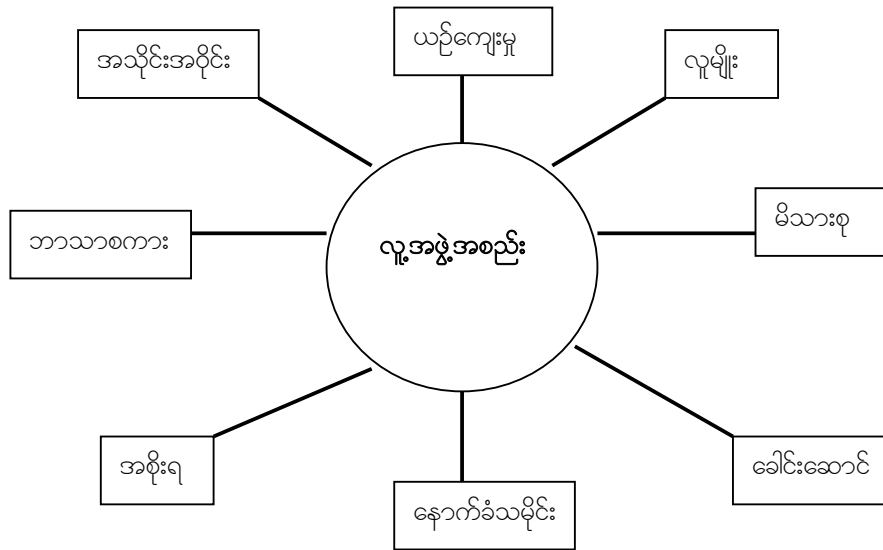 ယဉ်ကျေးမှု
အသိုင်းအဝိုင်း
လူမျိုး
မိသားစု
ဘာသာစကား
လူ့အဖွဲ့အစည်း
အစိုးရ
ခေါင်းဆောင်
နောက်ခံသမိုင်း